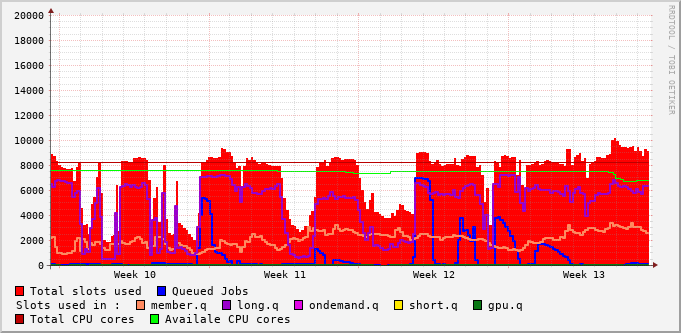 20000
18000
16000
14000
12000
10000
8000
6000
4000
2000
0
Week 10 Week 11 Week 12 Week 13
RRDTOOL / TOBI OETIKER
Total slots used Queued Jobs
Slots used in : member.q long.q ondemand.q short.q gpu.q
Total CPU cores Availale CPU cores